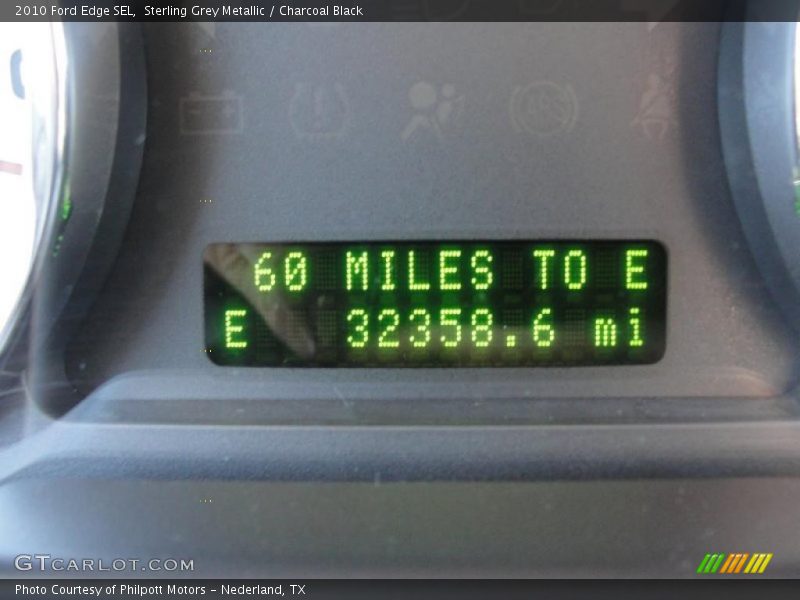 2010 Ford Edge SEL, Sterling Grey Metallic / Charcoal Black
60 MILES TO E
E 32358.6 mi
GTCARLOT.COM
Photo Courtesy of Philpott Motors - Nederland, TX